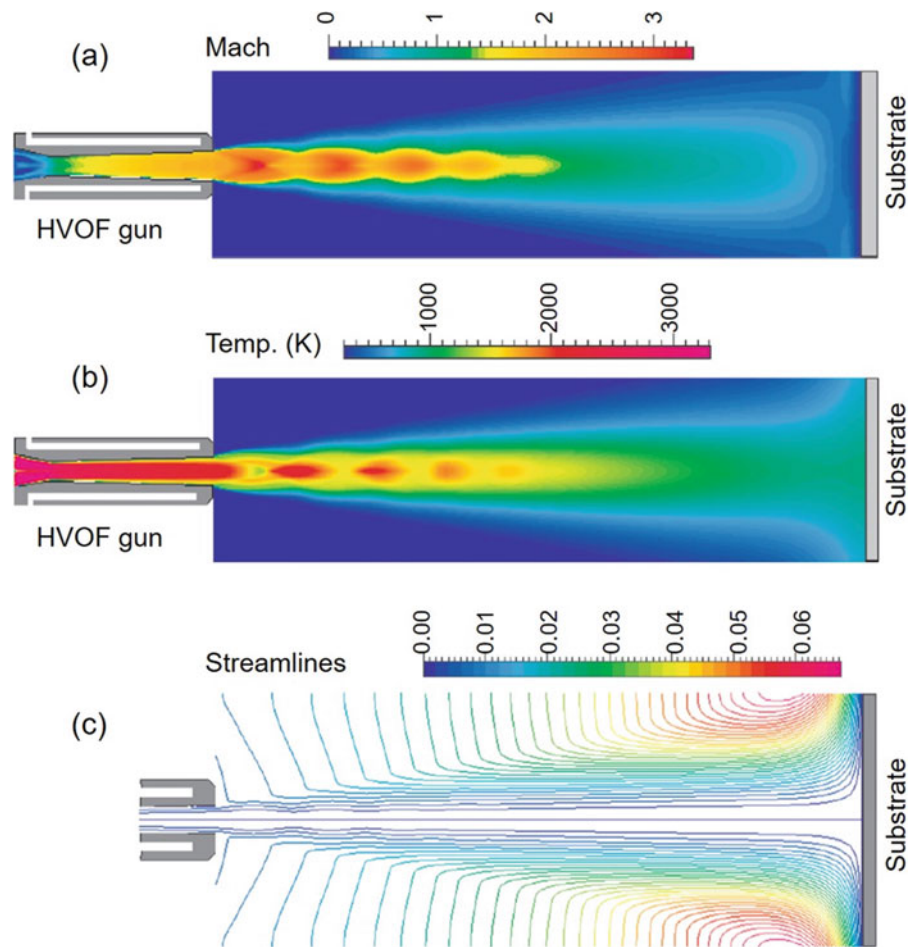 0 1 2 3
(a) Mach
Substrate
HVOF gun
1000 2000 3000
Temp. (K)
(b)
Substrate
HVOF gun
0.00 0.01 0.02 0.03 0.04 0.05 0.06
Streamlines
(c)
Substrate